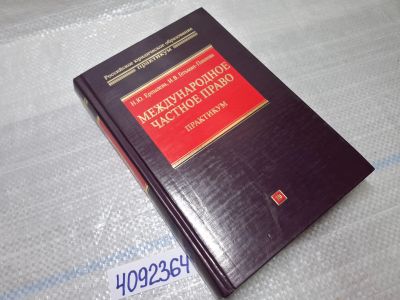 Российское юридическое образование
ПРАКТИКУМ
Н.Ю. Ерпылева, И.В. Гетьман-Павлова
МЕЖДУНАРОДНОЕ
ЧАСТНОЕ ПРАВО
ПРАКТИКУМ
4092364